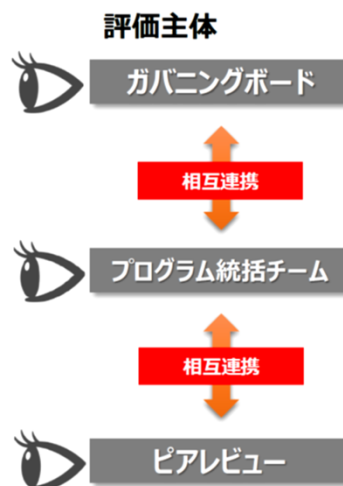 評価主体
ガバニングボード
相互連携
プログラム統括チーム
相互連携
ピアレビュー